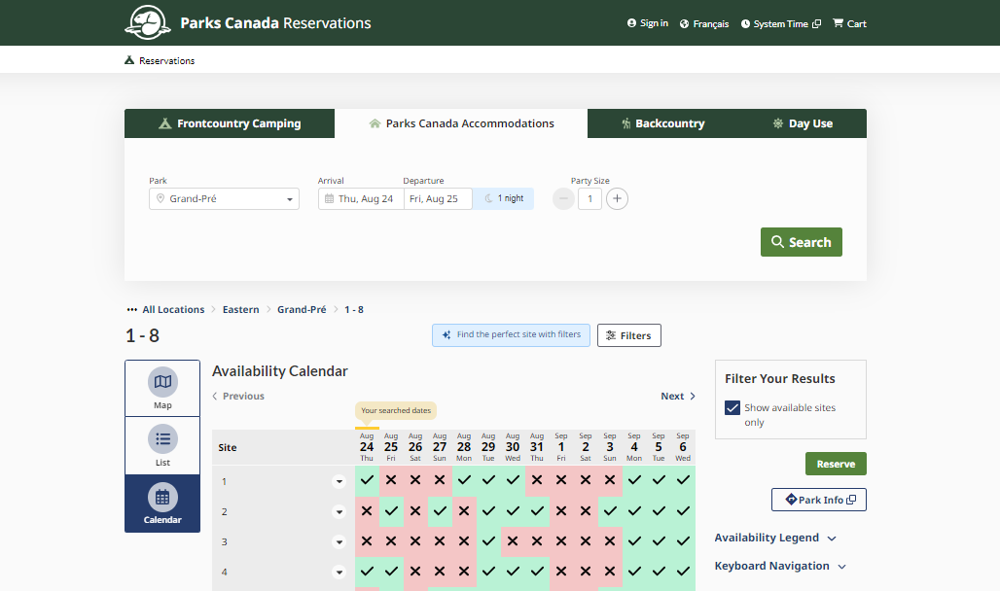 Parks Canada Reservations
Sign in
Français
System Time
Cart
Reservations
Frontcountry Camping
Parks Canada Accommodations
Backcountry
Day Use
Park
Arrival
Departure
Party Size
Grand-Pré
Thu, Aug 24
Fri, Aug 25
1 night
1
Search
All Locations
Eastern
Grand-Pré
1 - 8
1 - 8
Find the perfect site with filters
Filters
Map
List
Calendar
Availability Calendar
Previous
Next
Your searched dates
Site
Aug 24 Thu
Aug 25 Fri
Aug 26 Sat
Aug 27 Sun
Aug 28 Mon
Aug 29 Tue
Aug 30 Wed
Aug 31 Thu
Sep 1 Fri
Sep 2 Sat
Sep 3 Sun
Sep 4 Mon
Sep 5 Tue
Sep 6 Wed
1
2
3
4
Filter Your Results
Show available sites
only
Reserve
Park Info
Availability Legend
Keyboard Navigation